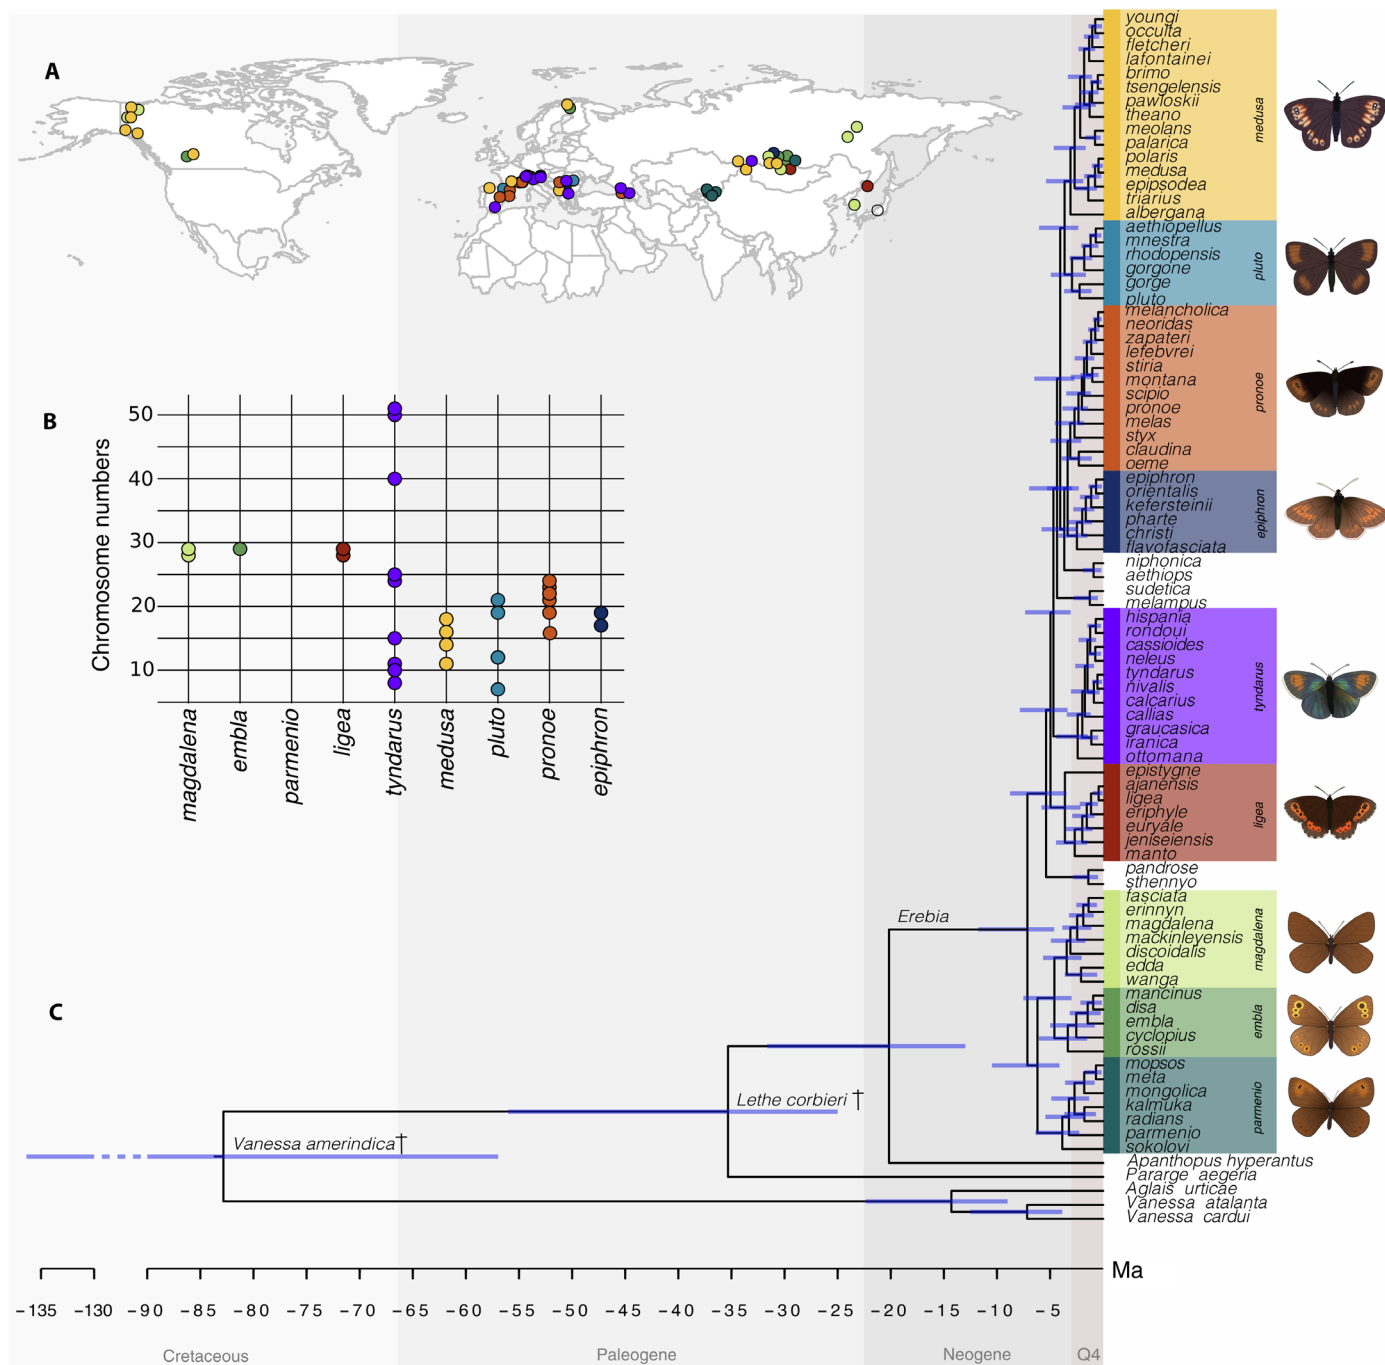 A
B
Chromosome numbers
50
40
30
20
10
magdalena
embla
parmenio
ligea
tyndarus
medusa
pluto
pronoe
epiphron
C
youngi
occulta
fletcheri
lafontainei
brimo
tsengelensis
pawloskii
theano
meolans
palarica
polaris
medusa
epipsodea
triarius
albergana
medusa
aethiopellus
mnestra
rhodopensis
gorgone
gorge
pluto
pluto
melancholica
neoridas
zapateri
lefebvrei
stiria
montana
scipio
pronoe
melas
styx
claudina
oeme
pronoe
epiphron
orientalis
kefersteinii
pharte
christi
flavofasciata
epiphron
niphonica
aethiops
sudetica
melampus
hispania
rondoui
cassioides
neleus
tyndarus
nivalis
calcarius
callias
graucasica
iranica
ottomana
tyndarus
epistygne
ajanensis
ligea
eriphyle
euryale
jeniseiensis
manto
ligea
pandrose
sthennyo
fasciata
erinnyn
magdalena
mackinleyensis
discoidalis
edda
wanga
magdalena
mancinus
disa
embla
cyclopius
rossii
embla
mopsos
meta
mongolica
kalmuka
radians
parmenio
sokolovi
parmenio
Apanthopus hyperantus
Pararge aegeria
Aglais urticae
Vanessa atalanta
Vanessa cardui
Erebia
Lethe corbieri †
Vanessa amerindica†
Ma
-135 -130 -90 -85 -80 -75 -70 -65 -60 -55 -50 -45 -40 -35 -30 -25 -20 -15 -10 -5
Cretaceous Paleogene Neogene Q4